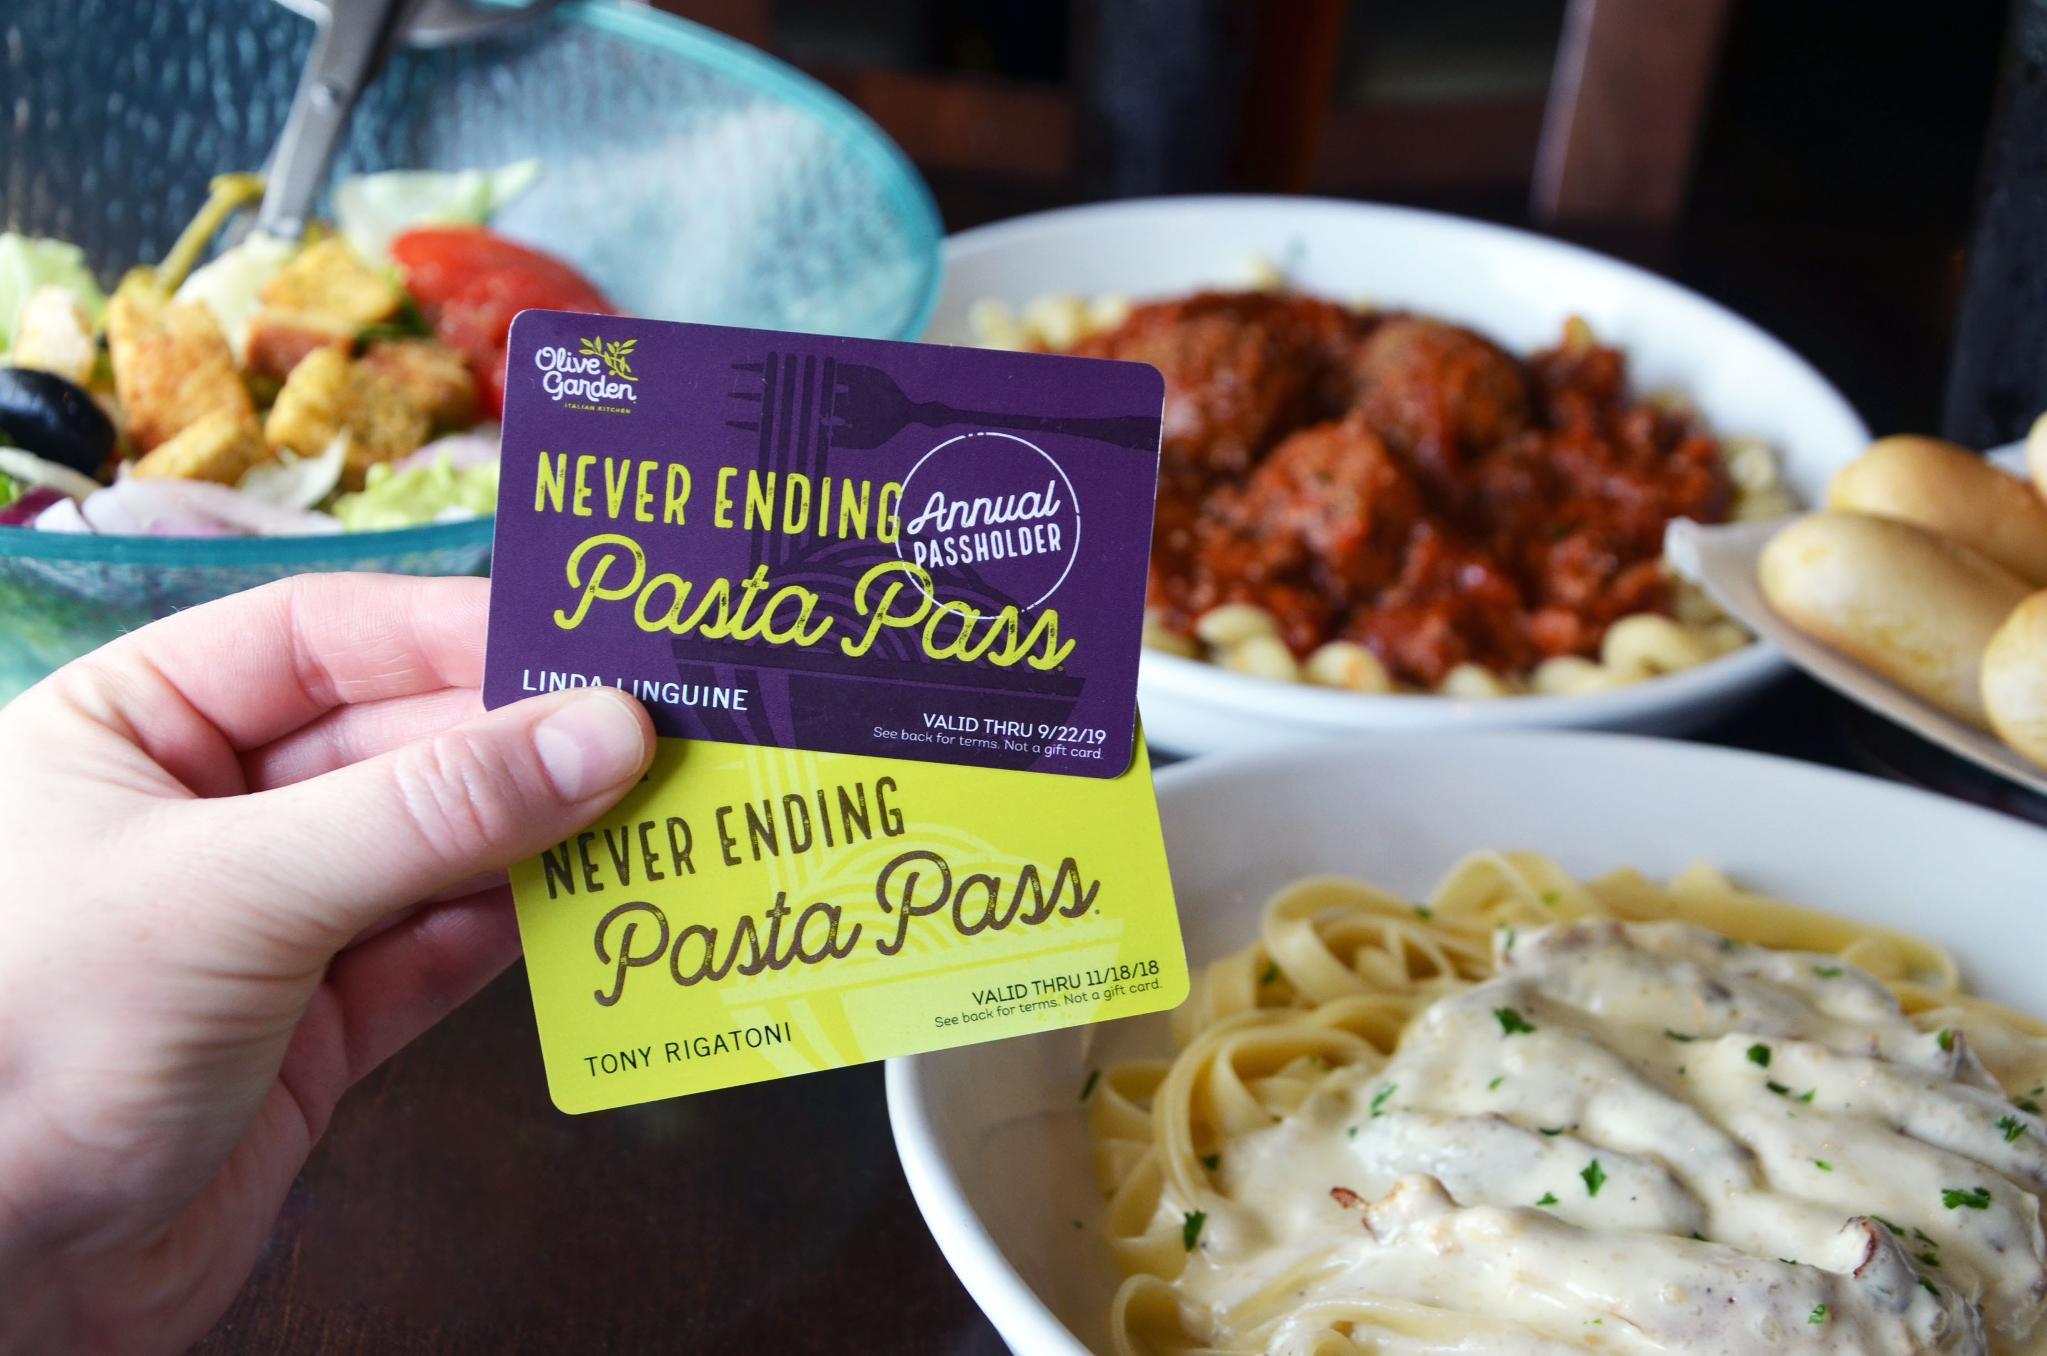 Olive
Garden
ITALIAN KITCHEN
NEVER ENDING
Pasta Pass
Annual
PASSHOLDER
LINDA LINGUINE
VALID THRU 9/22/19
See back for terms. Not a gift card.
NEVER ENDING
Pasta Pass
VALID THRU 11/18/18
See back for terms. Not a gift card.
TONY RIGATONI